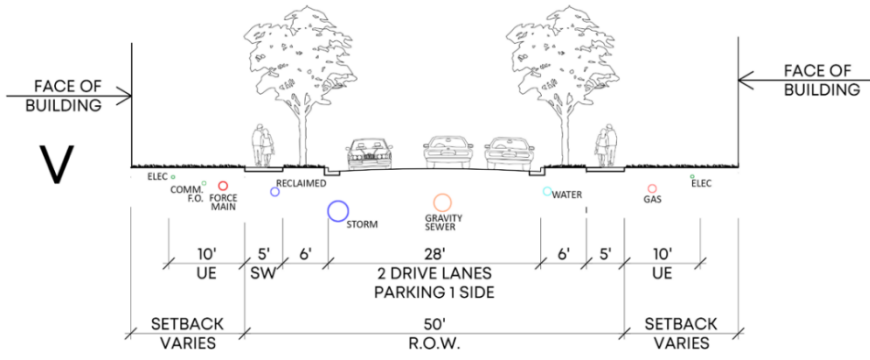 FACE OF
BUILDING
FACE OF
BUILDING
V
ELEC
COMM.
F.O.
FORCE
MAIN
RECLAIMED
STORM
GRAVITY
SEWER
WATER
GAS
ELEC
10'
UE
5'
SW
6'
28'
2 DRIVE LANES
PARKING 1 SIDE
6'
5'
10'
UE
SETBACK
VARIES
50'
R.O.W.
SETBACK
VARIES